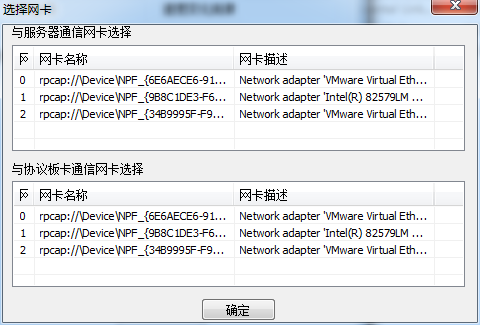 选择网卡
与服务器通信网卡选择
网卡名称 网卡描述
0 rpcap://\Device\NPF_{6E6AECE6-91... Network adapter 'VMware Virtual Eth...
1 rpcap://\Device\NPF_{9B8C1DE3-F6... Network adapter 'Intel(R) 82579LM ...
2 rpcap://\Device\NPF_{34B9995F-F9... Network adapter 'VMware Virtual Eth...
与协议板卡通信网卡选择
网卡名称 网卡描述
0 rpcap://\Device\NPF_{6E6AECE6-91... Network adapter 'VMware Virtual Eth...
1 rpcap://\Device\NPF_{9B8C1DE3-F6... Network adapter 'Intel(R) 82579LM ...
2 rpcap://\Device\NPF_{34B9995F-F9... Network adapter 'VMware Virtual Eth...
确定